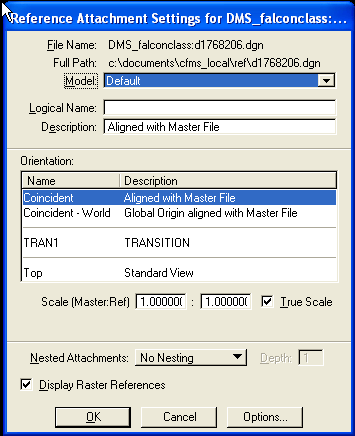 Reference Attachment Settings for DMS_falconclass:...
File Name: DMS_falconclass:d1768206.dgn
Full Path: c:\documents\cfms_local\ref\d1768206.dgn
Model: Default
Logical Name:
Description: Aligned with Master File
Orientation:
Name Description
Coincident Aligned with Master File
Coincident - World Global Origin aligned with Master File
TRAN1 TRANSITION
Top Standard View
Scale (Master:Ref) 1.00000( : 1.00000( True Scale
Nested Attachments: No Nesting Depth: 1
Display Raster References
OK Cancel Options...